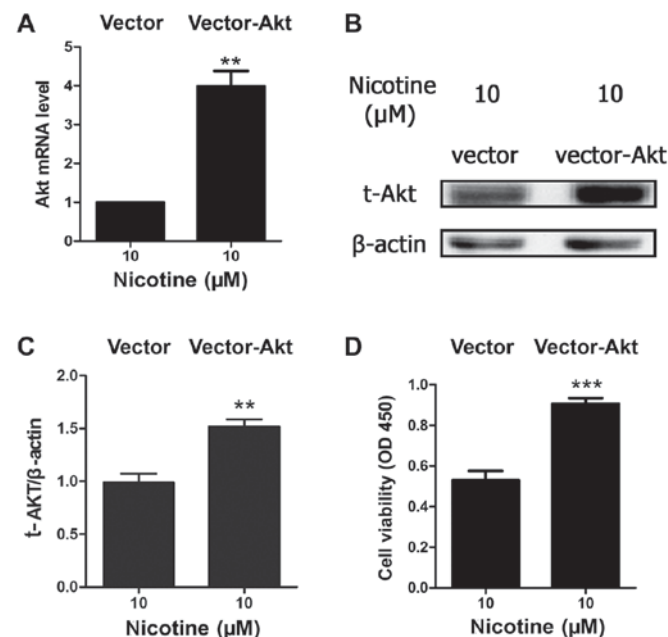 A
Vector Vector-Akt
**
Akt mRNA level
5
4
3
2
1
0
10 10
Nicotine (µM)
B
Nicotine 10 10
(µM)
vector vector-Akt
t-Akt
β-actin
C
Vector Vector-Akt
**
t-AKT/β-actin
2.0
1.5
1.0
0.5
0.0
10 10
Nicotine (µM)
D
Vector Vector-Akt
***
Cell viability (OD 450)
1.0
0.8
0.6
0.4
0.2
0.0
10 10
Nicotine (µM)